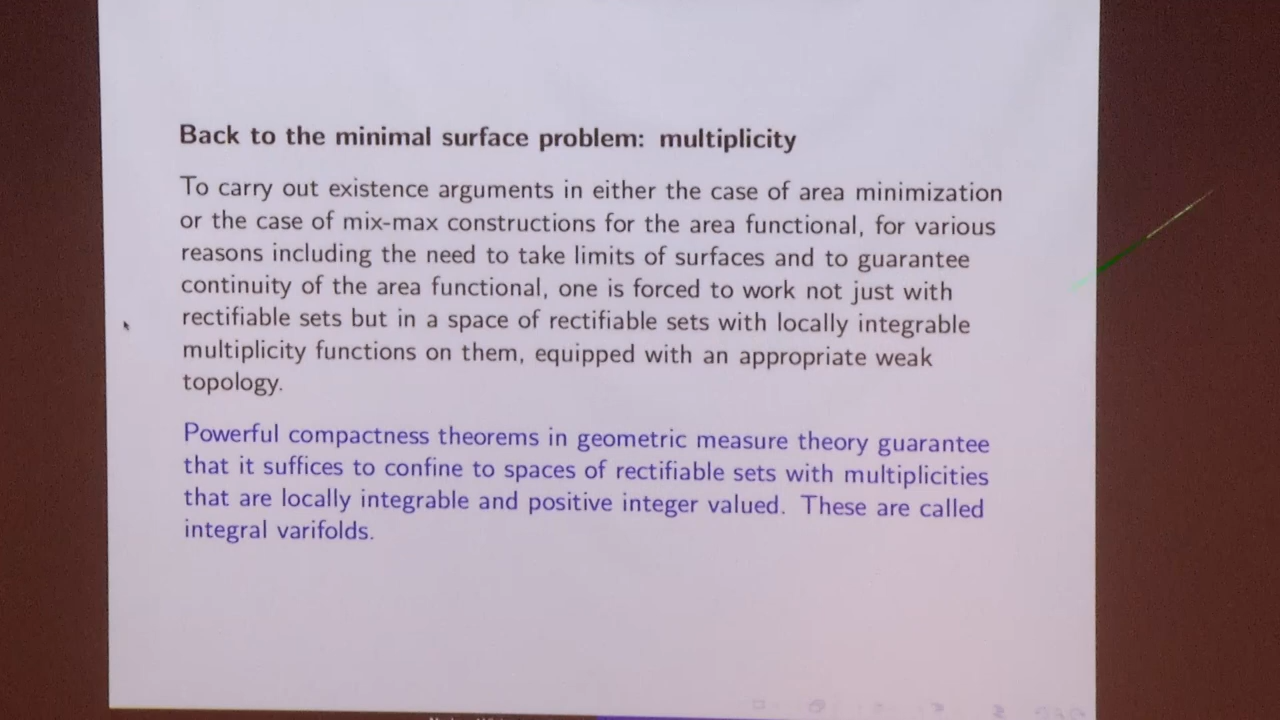 Back to the minimal surface problem: multiplicity
To carry out existence arguments in either the case of area minimization
or the case of mix-max constructions for the area functional, for various
reasons including the need to take limits of surfaces and to guarantee
continuity of the area functional, one is forced to work not just with
rectifiable sets but in a space of rectifiable sets with locally integrable
multiplicity functions on them, equipped with an appropriate weak
topology.
Powerful compactness theorems in geometric measure theory guarantee
that it suffices to confine to spaces of rectifiable sets with multiplicities
that are locally integrable and positive integer valued. These are called
integral varifolds.